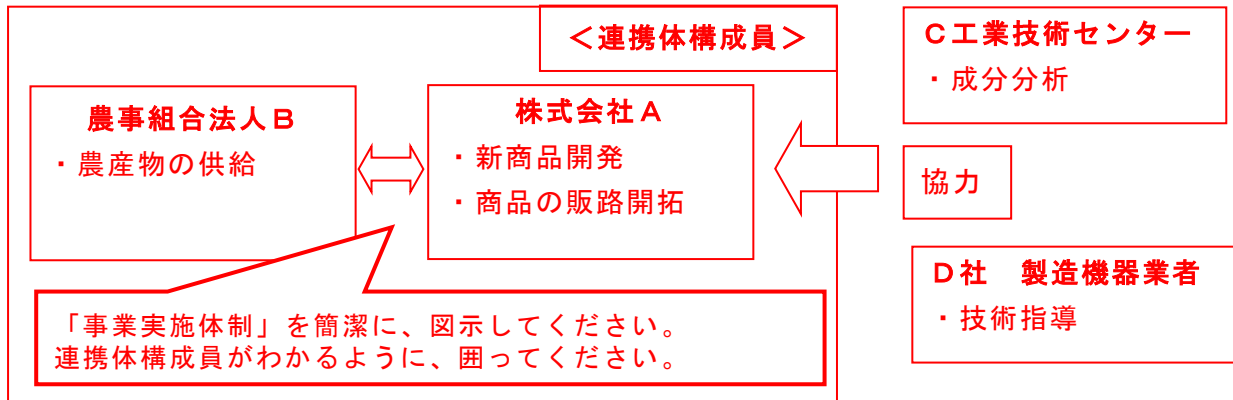 ＜連携体構成員＞
農事組合法人Ｂ
・農産物の供給
株式会社Ａ
・新商品開発
・商品の販路開拓
Ｃ工業技術センター
・成分分析
協力
Ｄ社　製造機器業者
・技術指導
「事業実施体制」を簡潔に、図示してください。
連携体構成員がわかるように、囲ってください。